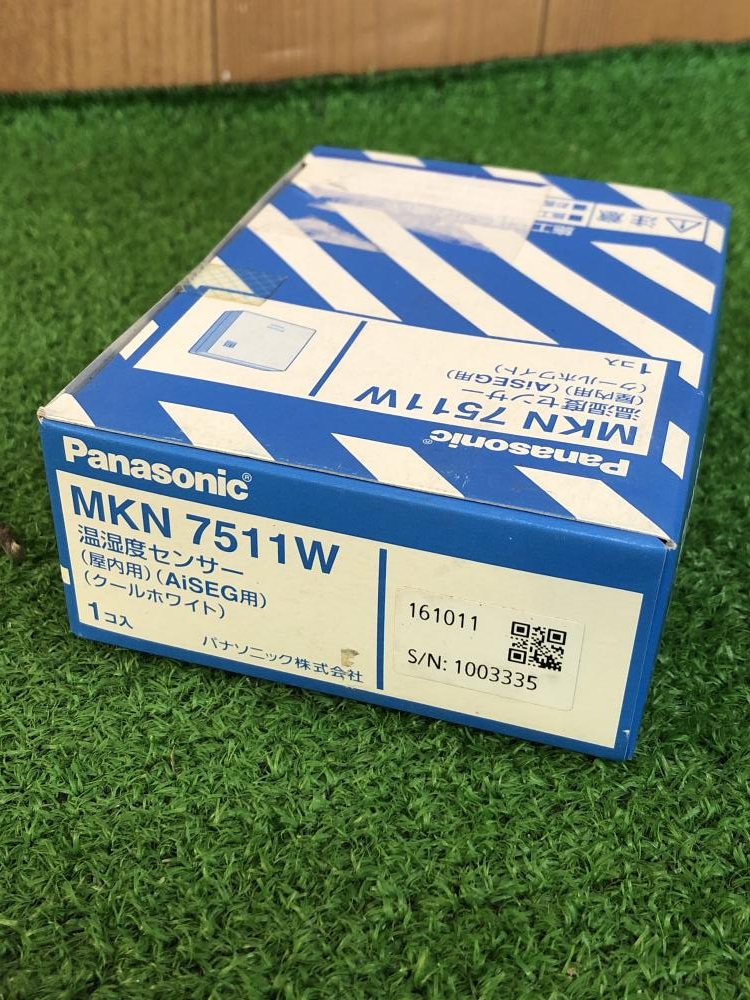 注意
施工
Panasonic®
MKN 7511W
温湿度センサー
(屋内用)(AiSEG用)
(クールホワイト)
1コ入
Panasonic®
MKN 7511W
温湿度センサー
(屋内用)(AiSEG用)
(クールホワイト)
1コ入
パナソニック株式会社
161011
S/N: 1003335